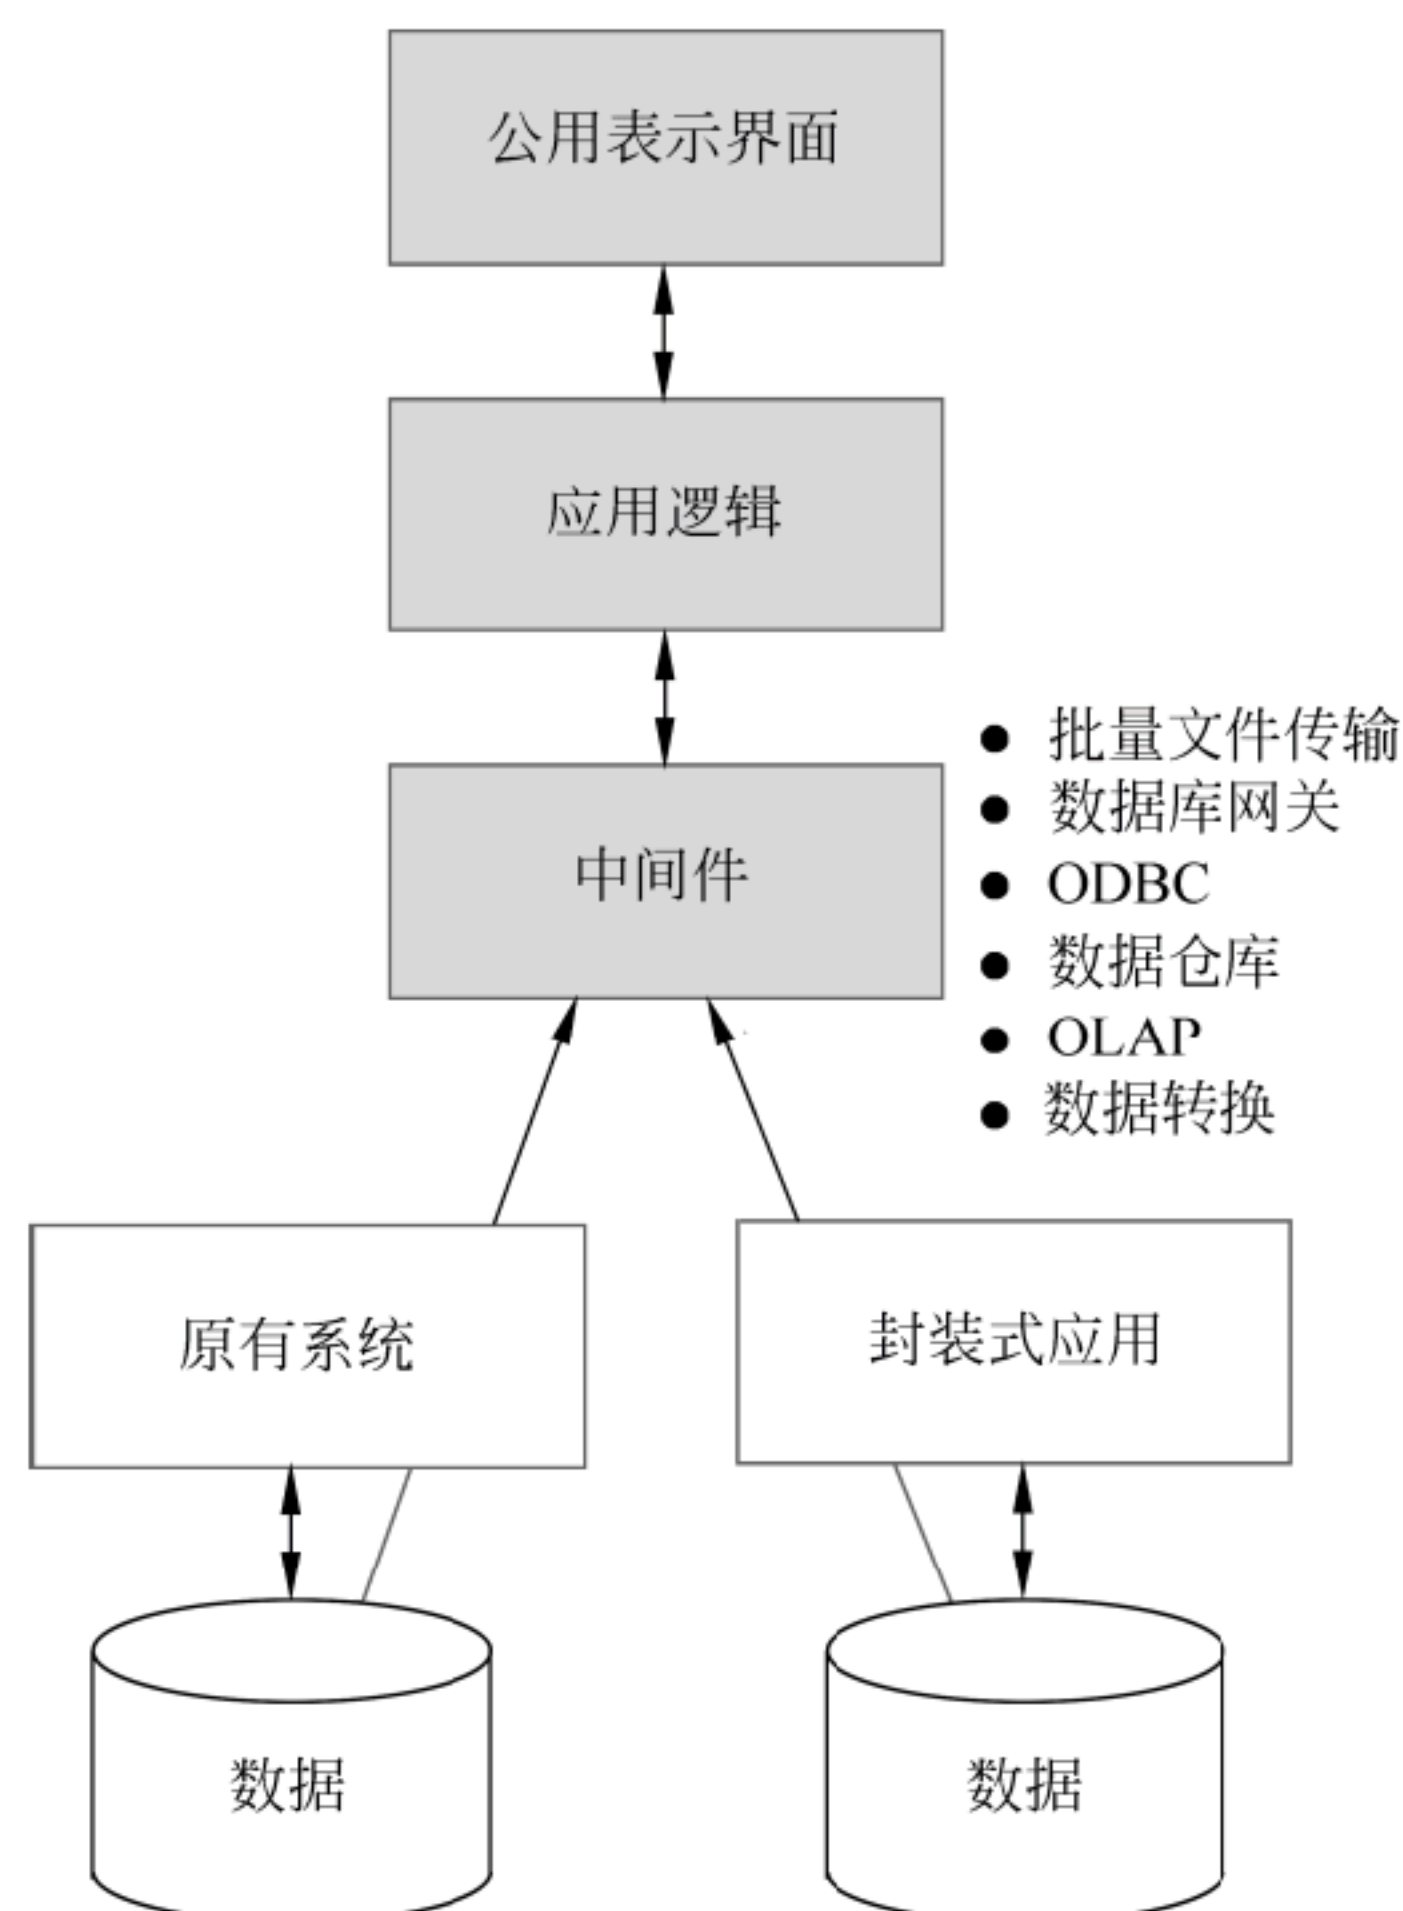 公用表示界面
应用逻辑
中间件
● 批量文件传输
● 数据库网关
● ODBC
● 数据仓库
● OLAP
● 数据转换
原有系统
封装式应用
数据
数据